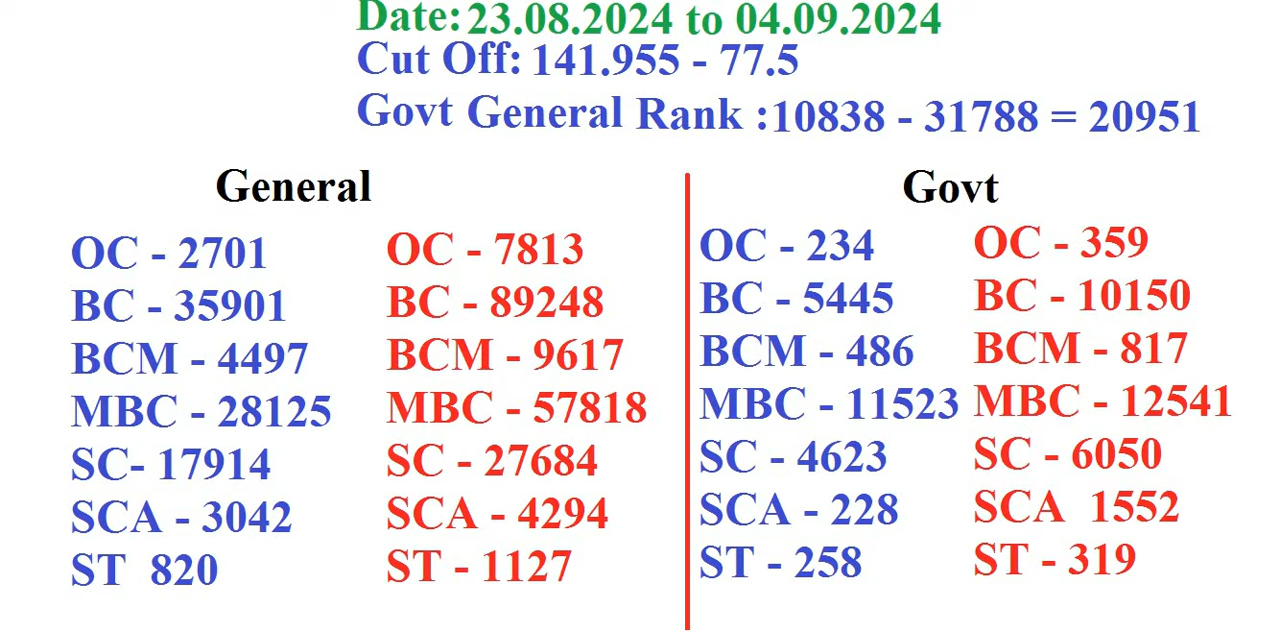 Date: 23.08.2024 to 04.09.2024
Cut Off: 141.955 - 77.5
Govt General Rank :10838 - 31788 = 20951
General
OC - 2701
BC - 35901
BCM - 4497
MBC - 28125
SC- 17914
SCA - 3042
ST 820
OC - 7813
BC - 89248
BCM - 9617
MBC - 57818
SC - 27684
SCA - 4294
ST - 1127
Govt
OC - 234
BC - 5445
BCM - 486
MBC - 11523
SC - 4623
SCA - 228
ST - 258
OC - 359
BC - 10150
BCM - 817
MBC - 12541
SC - 6050
SCA 1552
ST - 319